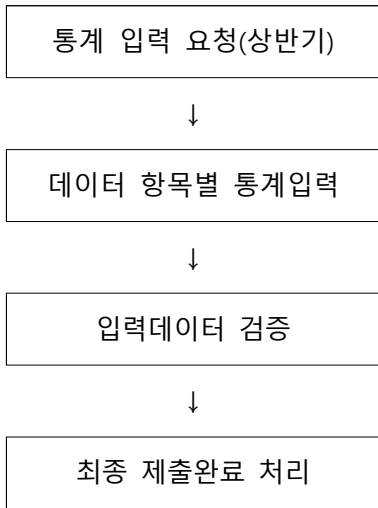 통계 입력 요청(상반기)
↓
데이터 항목별 통계입력
↓
입력데이터 검증
↓
최종 제출완료 처리